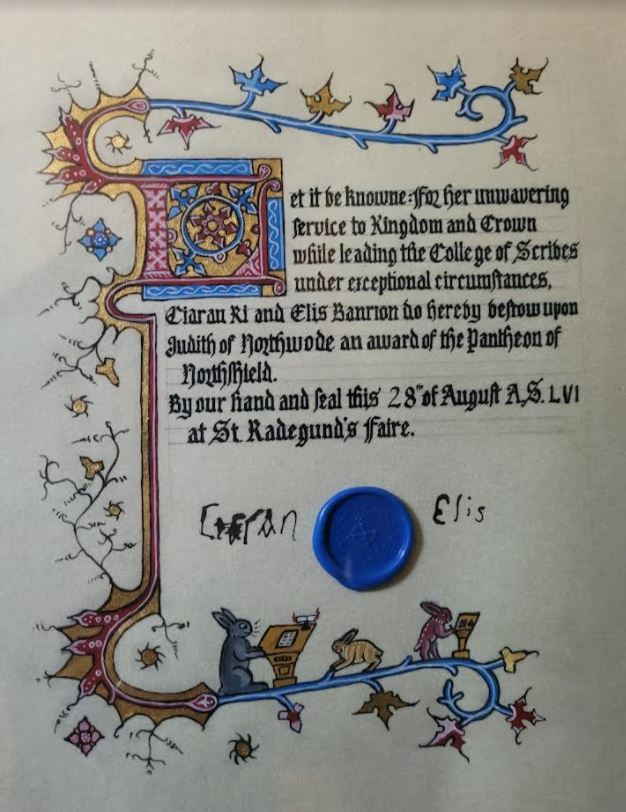 Let it be knowne: for her unwavering
service to Kingdom and Crown
while leading the College of Scribes
under exceptional circumstances,
Ciaran Ri and Elis Banrion do hereby bestow upon
Judith of Northwode an award of the Pantheon of
Northshield.
By our hand and seal this 28th of August A.S. LVI
at St. Radegund's Faire.
Ciaran Elis